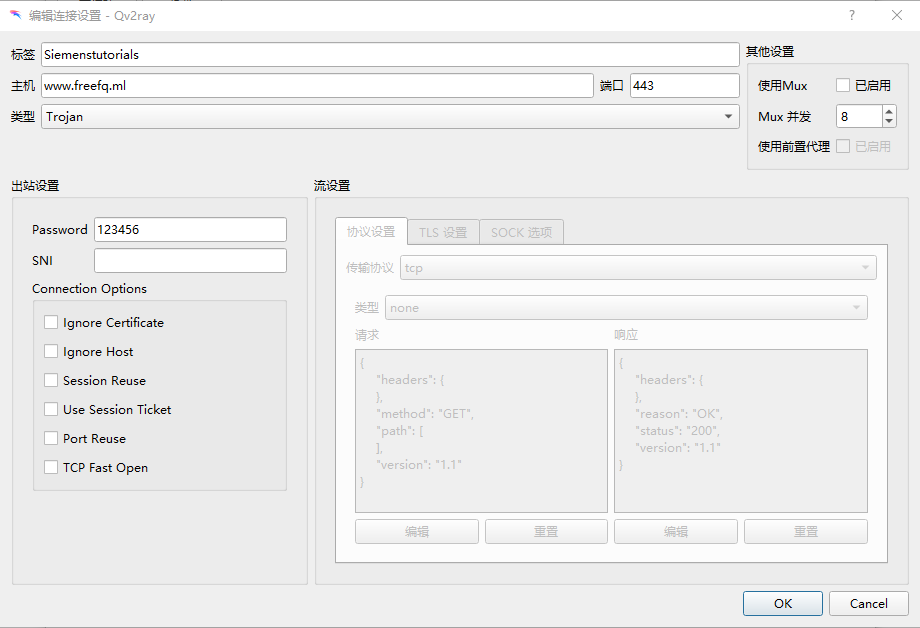 编辑连接设置 - Qv2ray
标签 Siemenstutorials
主机 www.freefq.ml 端口 443
类型 Trojan
其他设置
使用Mux 已启用
Mux 并发 8
使用前置代理 已启用
出站设置
Password 123456
SNI
Connection Options
Ignore Certificate
Ignore Host
Session Reuse
Use Session Ticket
Port Reuse
TCP Fast Open
流设置
协议设置 TLS 设置 SOCK 选项
传输协议 tcp
类型 none
请求
{
"headers": {
},
"method": "GET",
"path": [
],
"version": "1.1"
}
编辑 重置
响应
{
"headers": {
},
"reason": "OK",
"status": "200",
"version": "1.1"
}
编辑 重置
OK Cancel